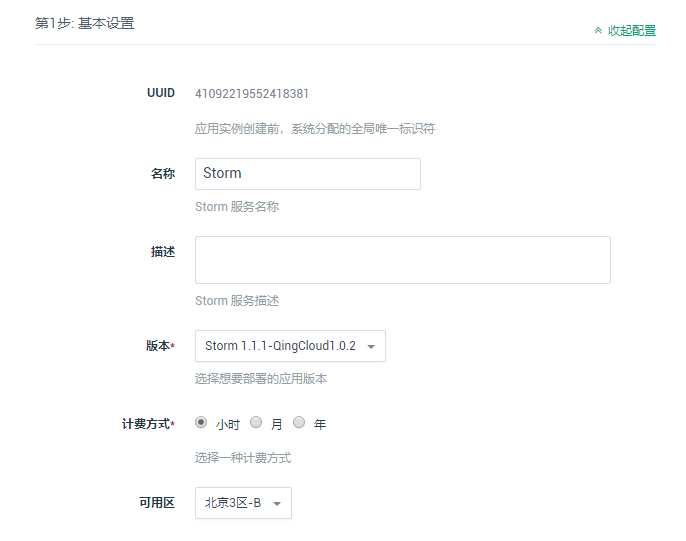 第1步: 基本设置
收起配置
UUID 41092219552418381
应用实例创建前，系统分配的全局唯一标识符
名称 Storm
Storm 服务名称
描述
Storm 服务描述
版本* Storm 1.1.1-QingCloud1.0.2
选择想要部署的应用版本
计费方式* 小时 月 年
选择一种计费方式
可用区 北京3区-B